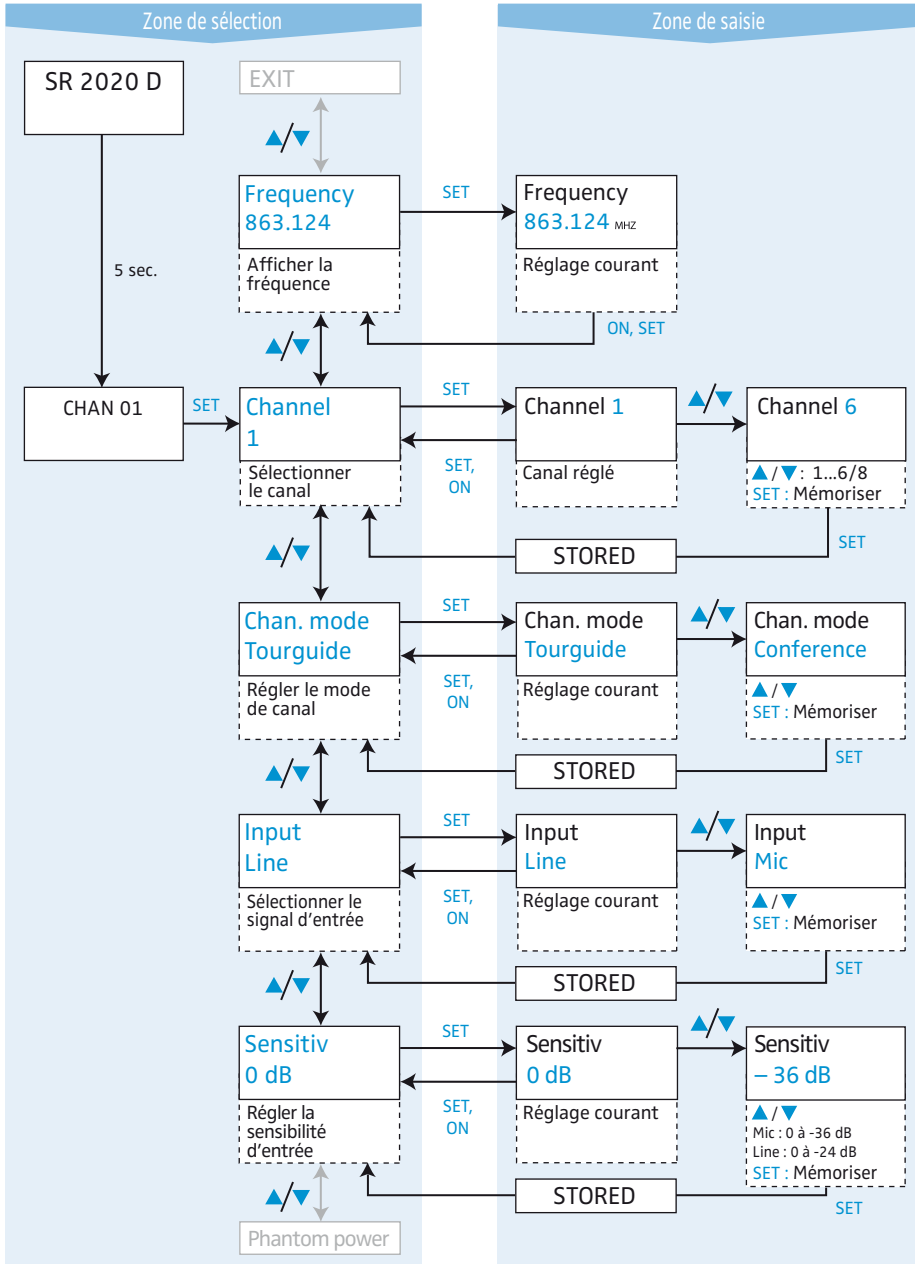 Zone de sélection
Zone de saisie
SR 2020 D
EXIT
▲/▼
Frequency
863.124
SET
Frequency
863.124 MHZ
5 sec.
Afficher la
fréquence
Réglage courant
ON, SET
▲/▼
CHAN 01
SET
Channel
1
SET
Channel 1
▲/▼
Channel 6
Sélectionner
le canal
SET,
ON
Canal réglé
▲/▼: 1...6/8
SET : Mémoriser
SET
▲/▼
STORED
Chan. mode
Tourguide
SET
Chan. mode
Tourguide
▲/▼
Chan. mode
Conference
Régler le mode
de canal
SET,
ON
Réglage courant
▲/▼
SET : Mémoriser
SET
▲/▼
STORED
Input
Line
SET
Input
Line
▲/▼
Input
Mic
Sélectionner le
signal d'entrée
SET,
ON
Réglage courant
▲/▼
SET : Mémoriser
SET
▲/▼
STORED
Sensitiv
0 dB
SET
Sensitiv
0 dB
▲/▼
Sensitiv
– 36 dB
Régler la
sensibilité
d'entrée
SET,
ON
Réglage courant
▲/▼
Mic : 0 à -36 dB
Line : 0 à -24 dB
SET : Mémoriser
SET
▲/▼
STORED
Phantom power